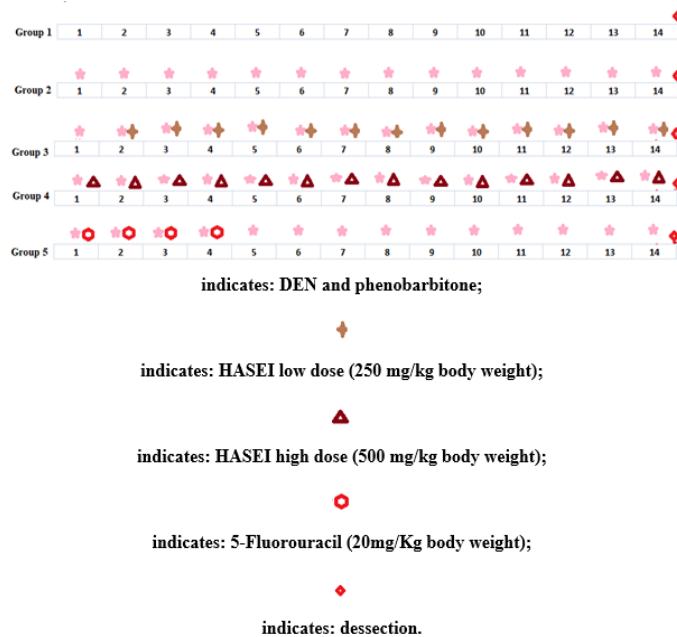 Group 1 1 2 3 4 5 6 7 8 9 10 11 12 13 14
Group 2 1 2 3 4 5 6 7 8 9 10 11 12 13 14
Group 3 1 2 3 4 5 6 7 8 9 10 11 12 13 14
Group 4 1 2 3 4 5 6 7 8 9 10 11 12 13 14
Group 5 1 2 3 4 5 6 7 8 9 10 11 12 13 14
indicates: DEN and phenobarbitone;
indicates: HASEI low dose (250 mg/kg body weight);
indicates: HASEI high dose (500 mg/kg body weight);
indicates: 5-Fluorouracil (20mg/Kg body weight);
indicates: dessection.